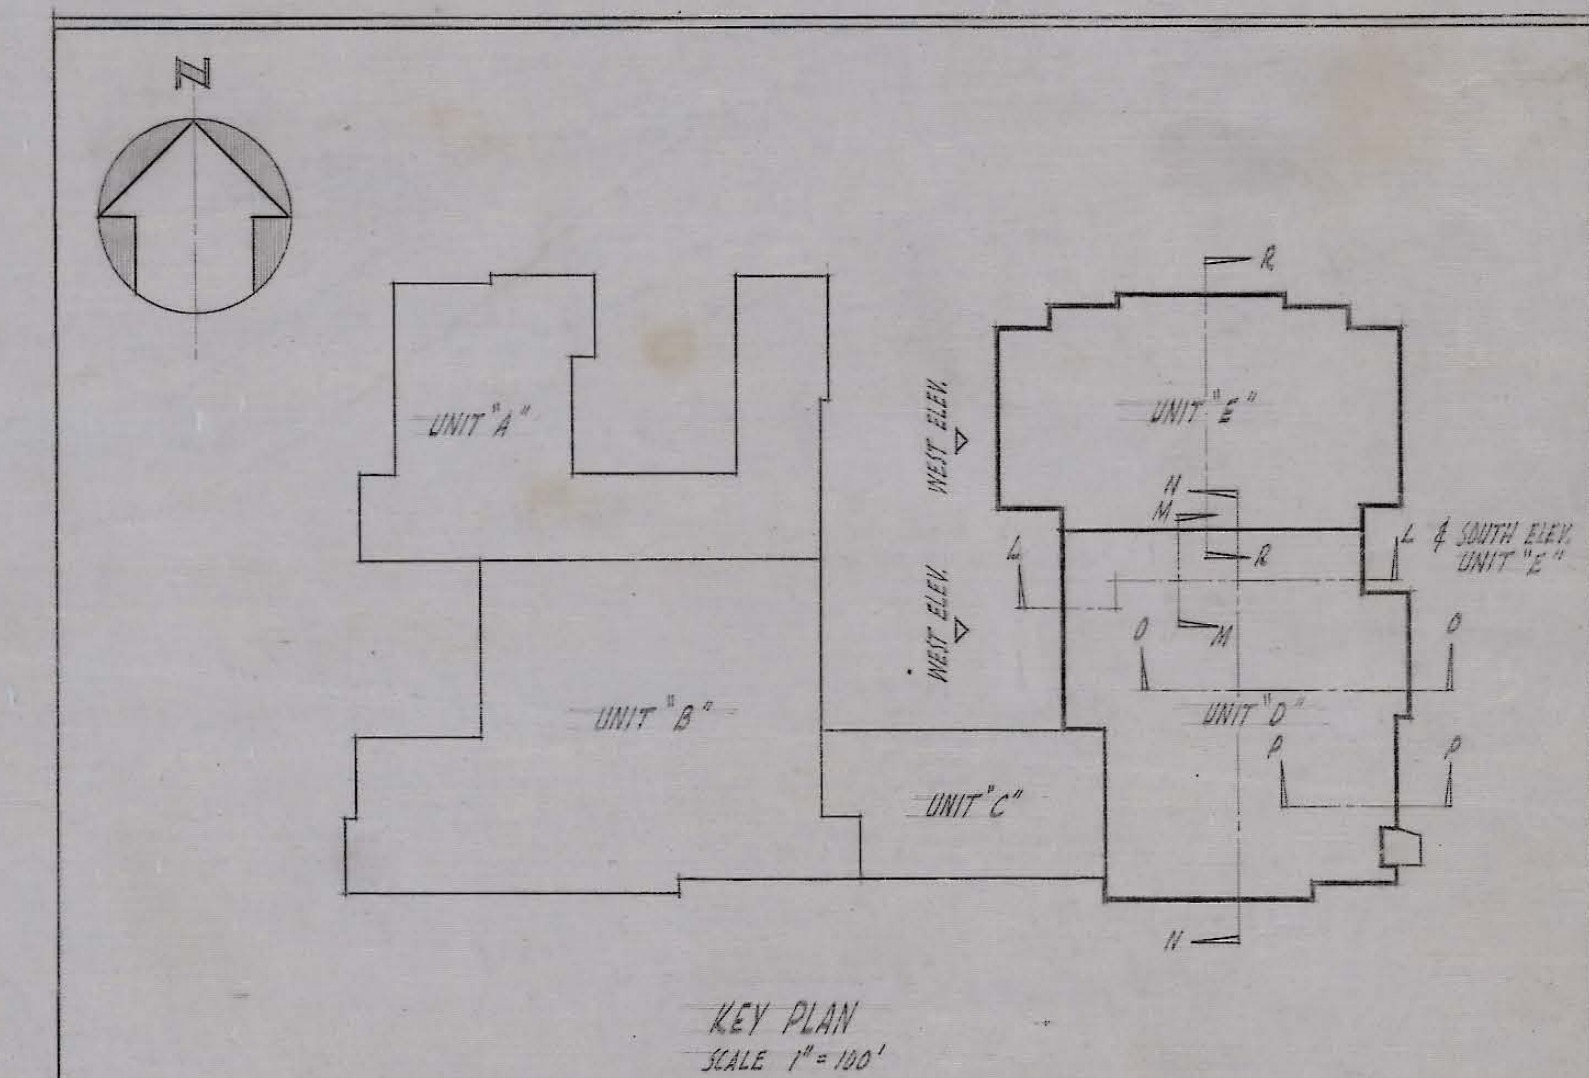 N
R
UNIT "A"
WEST ELEV.
UNIT "E"
N
M
L
R
L & SOUTH ELEV.
UNIT "E"
WEST ELEV.
O
M
O
UNIT "B"
UNIT "D"
P
P
UNIT "C"
N
KEY PLAN
SCALE 1" = 100'